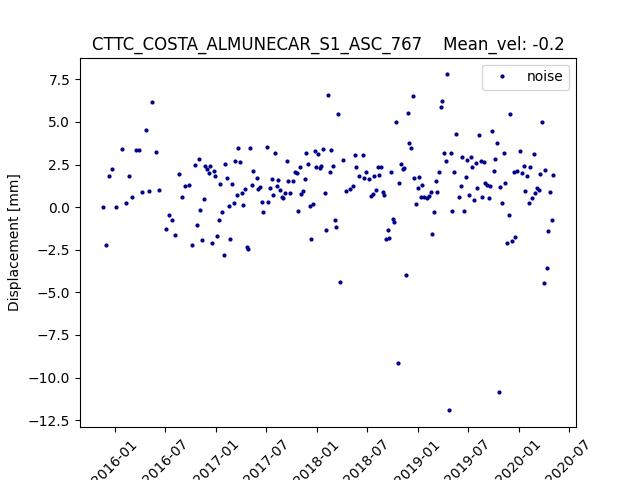 CTTC_COSTA_ALMUNECAR_S1_ASC_767    Mean_vel: -0.2
noise
Displacement [mm]
7.5
5.0
2.5
0.0
−2.5
−5.0
−7.5
−10.0
−12.5
2016-01 2016-07 2017-01 2017-07 2018-01 2018-07 2019-01 2019-07 2020-01 2020-07